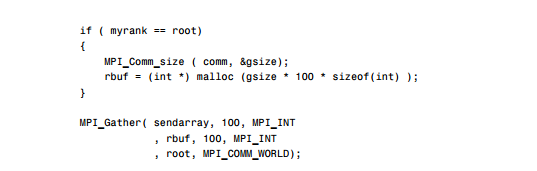 if ( myrank == root)
{
MPI_Comm_size ( comm, &gsize);
rbuf = (int *) malloc (gsize * 100 * sizeof(int) );
}
MPI_Gather( sendarray, 100, MPI_INT
, rbuf, 100, MPI_INT
, root, MPI_COMM_WORLD);